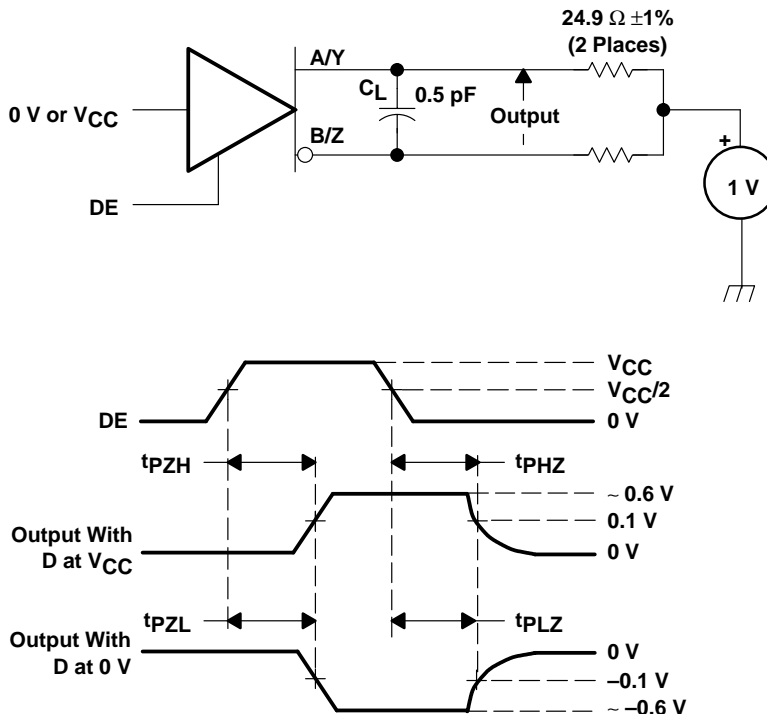 24.9 Ω ±1%
(2 Places)
A/Y
CL
0.5 pF
Output
0 V or VCC
B/Z
+
1 V
DE
VCC
VCC/2
DE
0 V
tPZH
tPHZ
~ 0.6 V
0.1 V
Output With
D at VCC
0 V
tPZL
tPLZ
Output With
D at 0 V
0 V
–0.1 V
~ –0.6 V